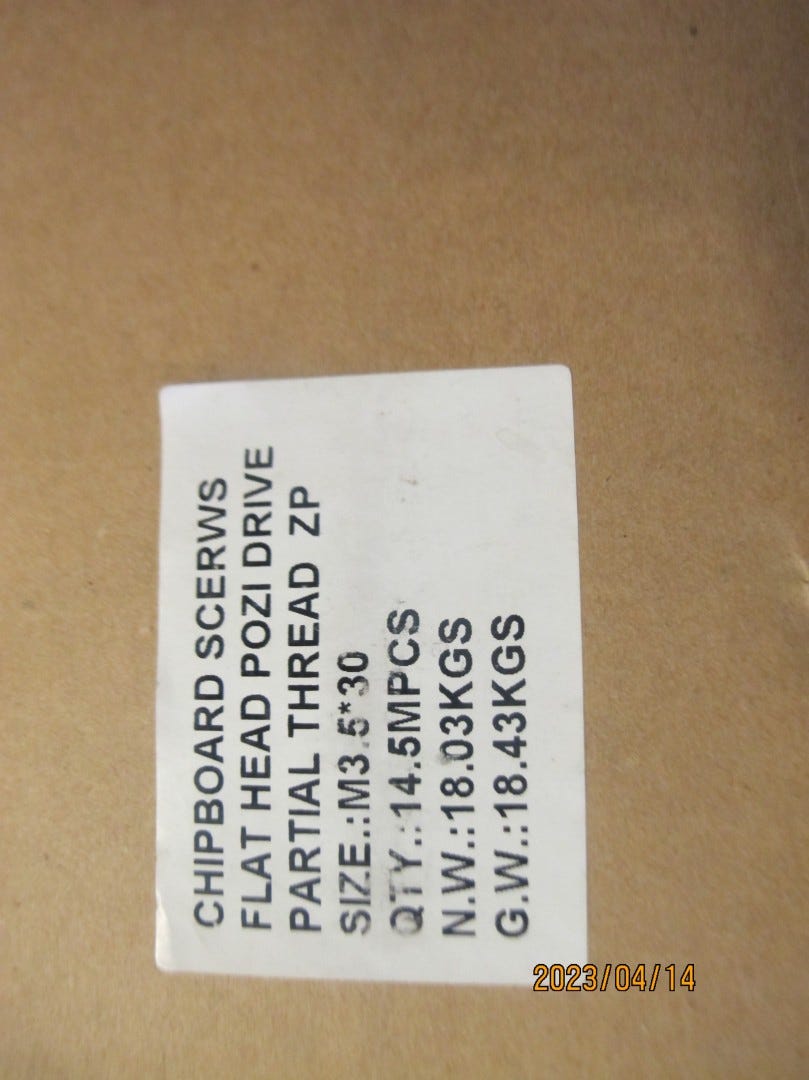 CHIPBOARD SCERWS
FLAT HEAD POZI DRIVE
PARTIAL THREAD ZP
SIZE.:M3.5*30
QTY.:14.5MPCS
N.W.:18.03KGS
G.W.:18.43KGS
2023/04/14